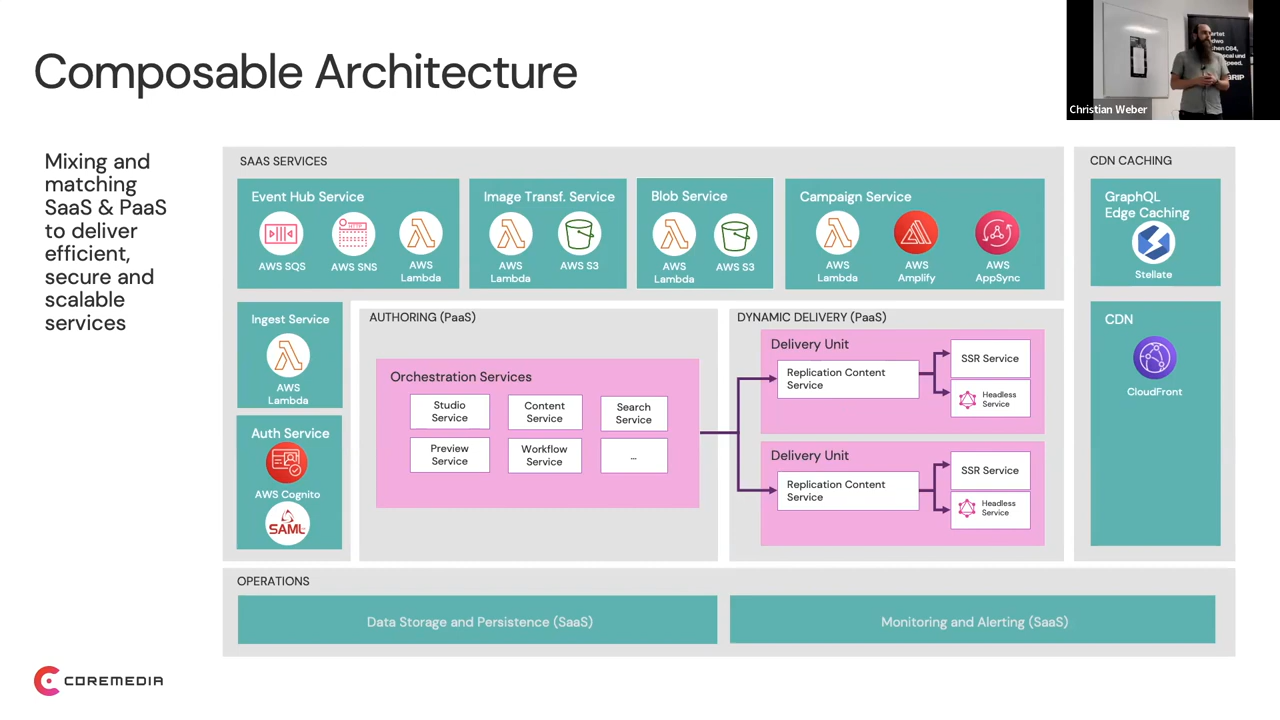 Composable Architecture
Christian Weber
Mixing and
matching
SaaS & PaaS
to deliver
efficient,
secure and
scalable
services
SAAS SERVICES
Event Hub Service
AWS SQS
HTTP
AWS SNS
AWS
Lambda
Image Transf. Service
AWS
Lambda
AWS S3
Blob Service
AWS
Lambda
AWS S3
Campaign Service
AWS
Lambda
AWS
Amplify
AWS
AppSync
CDN CACHING
GraphQL
Edge Caching
Stellate
CDN
CloudFront
Ingest Service
AWS
Lambda
Auth Service
AWS Cognito
SAML
AUTHORING (PaaS)
Orchestration Services
Studio
Service
Content
Service
Search
Service
Preview
Service
Workflow
Service
...
DYNAMIC DELIVERY (PaaS)
Delivery Unit
Replication Content
Service
SSR Service
Headless
Service
Delivery Unit
Replication Content
Service
SSR Service
Headless
Service
OPERATIONS
Data Storage and Persistence (SaaS)
Monitoring and Alerting (SaaS)
COREMEDIA